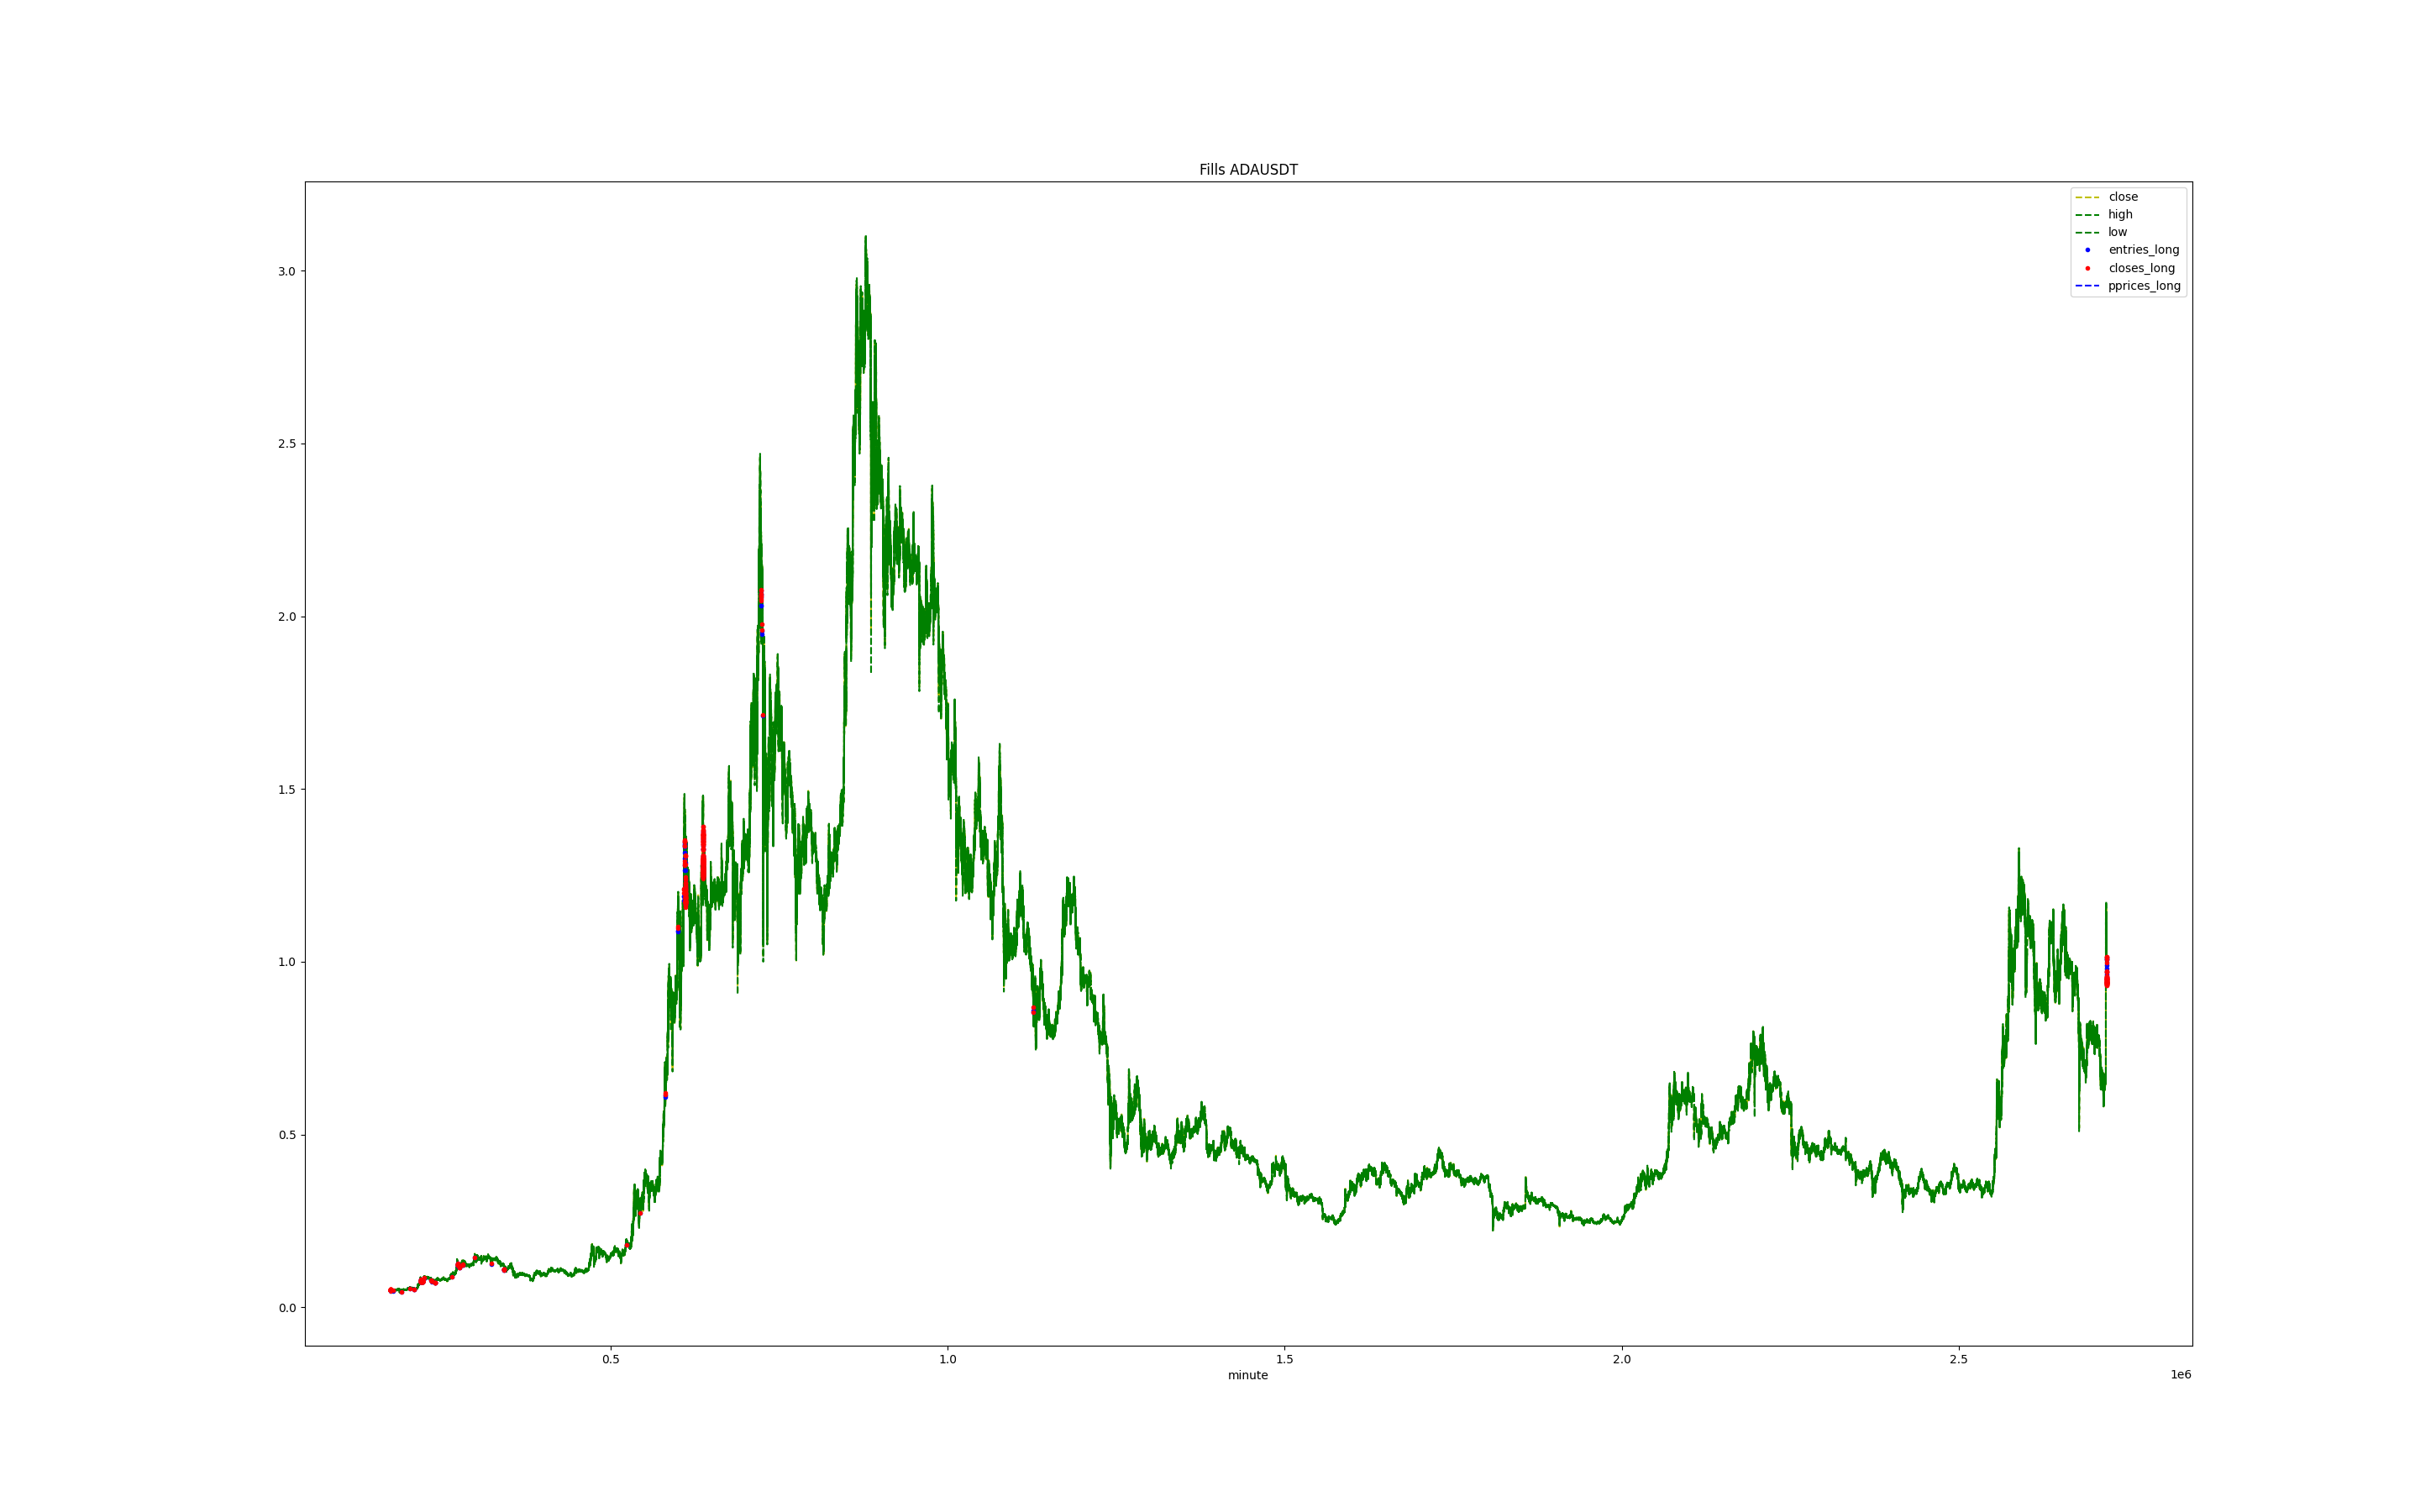 Fills ADAUSDT
close
high
low
entries_long
closes_long
pprices_long
3.0
2.5
2.0
1.5
1.0
0.5
0.0
0.5 1.0 1.5 2.0 2.5
minute
1e6